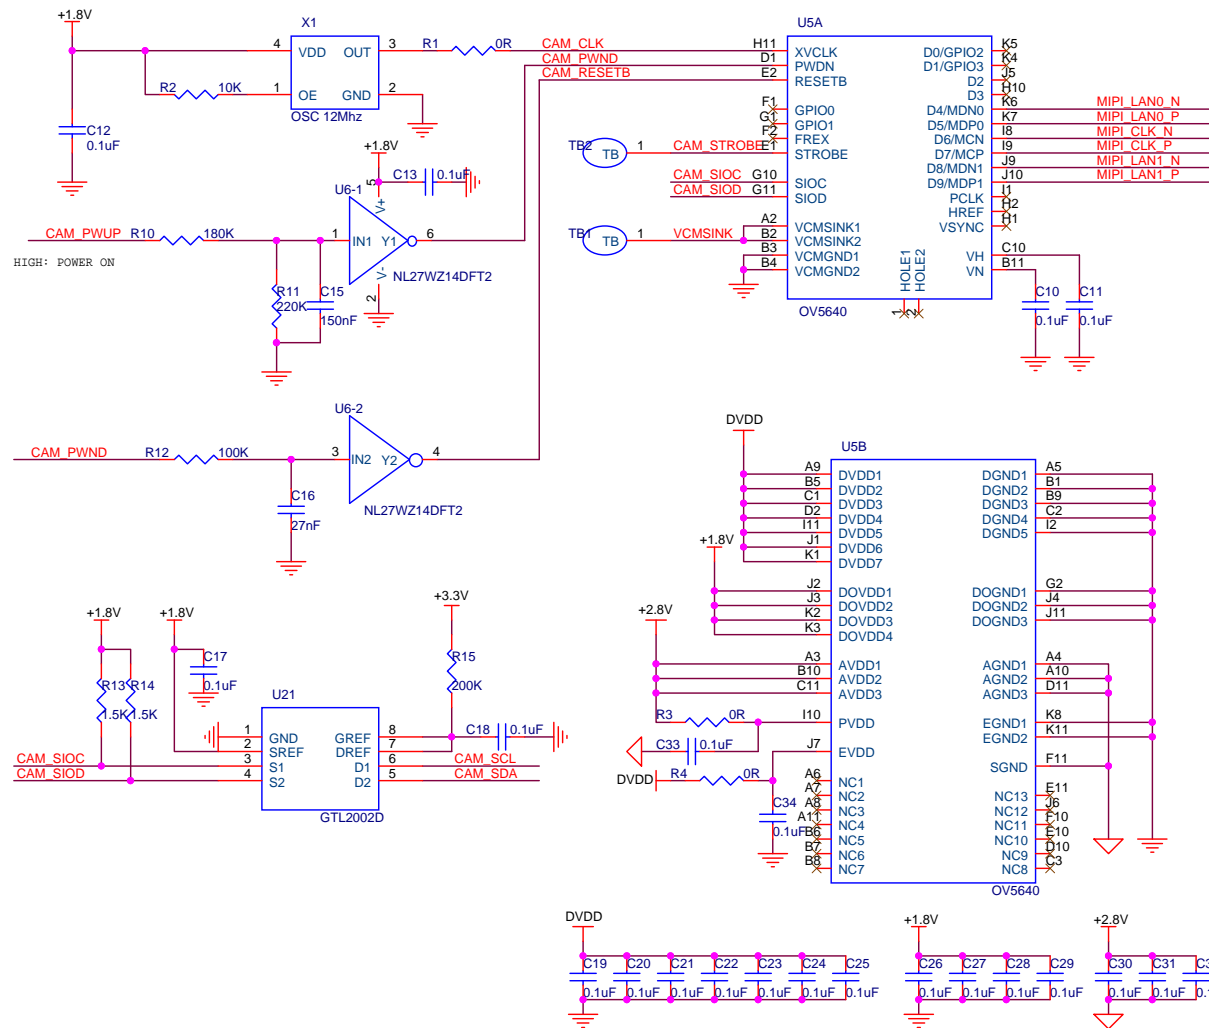 +1.8V X1 U5A
4 VDD OUT 3 R1 0R CAM_CLK H11 XVCLK D0/GPIO2 K5
CAM_PWND D1 PWDN D1/GPIO3 K4
CAM_RESETB E2 RESETB D2 J5
R2 10K 1 OE GND 2 D3 H10
OSC 12Mhz F1 GPIO0 D4/MDN0 K6 MIPI_LAN0_N
C12 G1 GPIO1 D5/MDP0 K7 MIPI_LAN0_P
0.1uF F2 FREX D6/MCN I8 MIPI_CLK_N
+1.8V TB2 TB 1 CAM_STROBE E1 STROBE D7/MCP I9 MIPI_CLK_P
D8/MDN1 J9 MIPI_LAN1_N
C13 0.1uF CAM_SIOC G10 SIOC D9/MDP1 J10 MIPI_LAN1_P
U6-1 5 V+ CAM_SIOD G11 SIOD PCLK I1
HREF H2
A2 VCMSINK1 VSYNC H1
CAM_PWUP R10 180K 1 IN1 Y1 6 TB1 TB 1 VCMSINK B2 VCMSINK2
B3 VCMGND1 VH C10
HIGH: POWER ON B4 VCMGND2 VN B11
V- NL27WZ14DFT2
R11 C15 2 HOLE1 HOLE2 C10 C11
220K 150nF 1 2 0.1uF 0.1uF
OV5640
U6-2 DVDD
CAM_PWND R12 100K 3 IN2 Y2 4 U5B
A9 DVDD1 DGND1 A5
B5 DVDD2 DGND2 B1
C16 C1 DVDD3 DGND3 B9
NL27WZ14DFT2 D2 DVDD4 DGND4 C2
27nF I11 DVDD5 DGND5 I2
+1.8V J1 DVDD6
K1 DVDD7
J2 DOVDD1 DOGND1 G2
+3.3V J3 DOVDD2 DOGND2 J4
+1.8V +1.8V +2.8V K2 DOVDD3 DOGND3 J11
K3 DOVDD4
C17 R15 A3 AVDD1 AGND1 A4
R13 R14 0.1uF 200K B10 AVDD2 AGND2 A10
1.5K 1.5K U21 C11 AVDD3 AGND3 D11
R3 0R I10 PVDD EGND1 K8
1 GND GREF 8 C18 0.1uF EGND2 K11
2 SREF DREF 7 C33 0.1uF J7 EVDD
CAM_SIOC 3 S1 D1 6 CAM_SCL SGND F11
CAM_SIOD 4 S2 D2 5 CAM_SDA DVDD R4 0R A6 NC1
A7 NC2 NC13 E11
GTL2002D C34 A8 NC3 NC12 J6
A11 NC4 NC11 F10
0.1uF B6 NC5 NC10 E10
B7 NC6 NC9 D10
B8 NC7 NC8 C3
OV5640
DVDD +1.8V +2.8V
C19 C20 C21 C22 C23 C24 C25 C26 C27 C28 C29 C30 C31
0.1uF 0.1uF 0.1uF 0.1uF 0.1uF 0.1uF 0.1uF 0.1uF 0.1uF 0.1uF 0.1uF 0.1uF 0.1uF